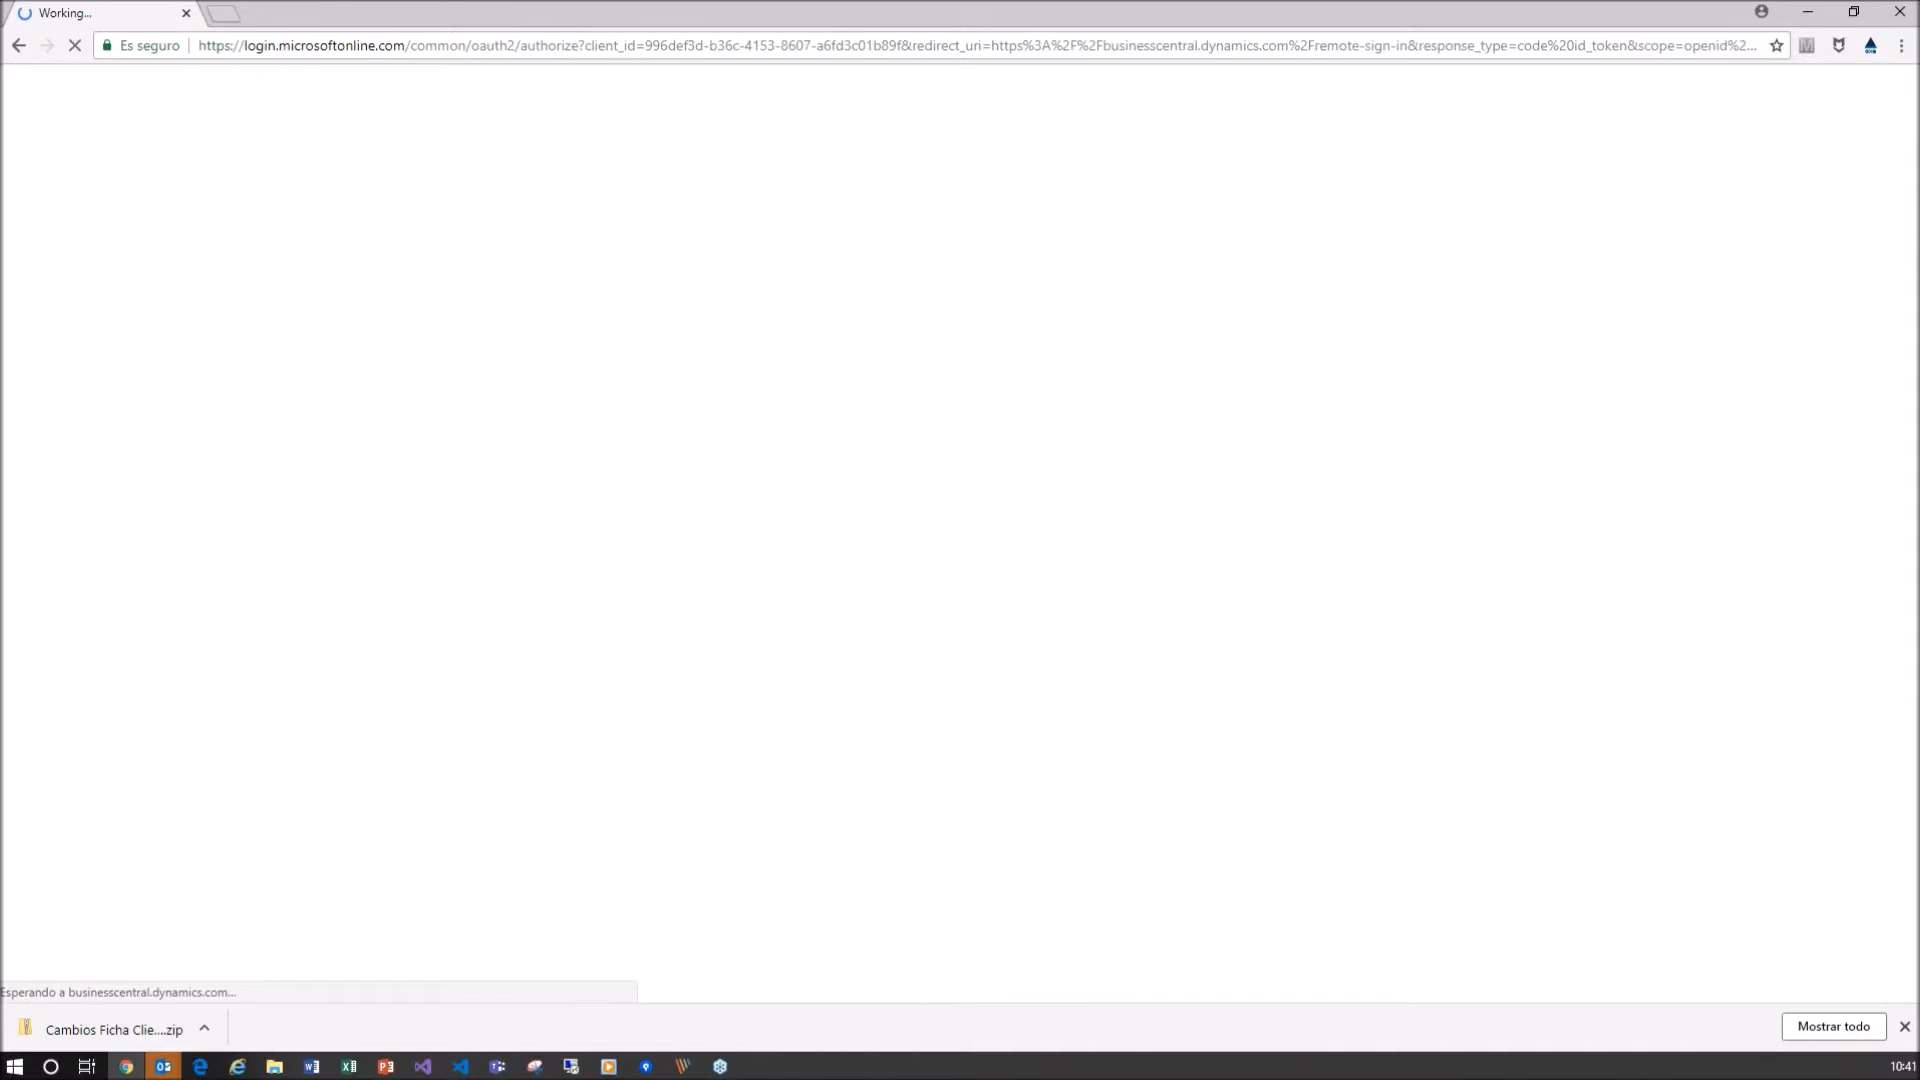 Working...
Es seguro
https://login.microsoftonline.com/common/oauth2/authorize?client_id=996def3d-b36c-4153-8607-a6fd3c01b89f&redirect_uri=https%3A%2F%2Fbusinesscentral.dynamics.com%2Fremote-sign-in&response_type=code%20id_token&scope=openid%2...
Esperando a businesscentral.dynamics.com...
Cambios Ficha Clie....zip
Mostrar todo
10:41